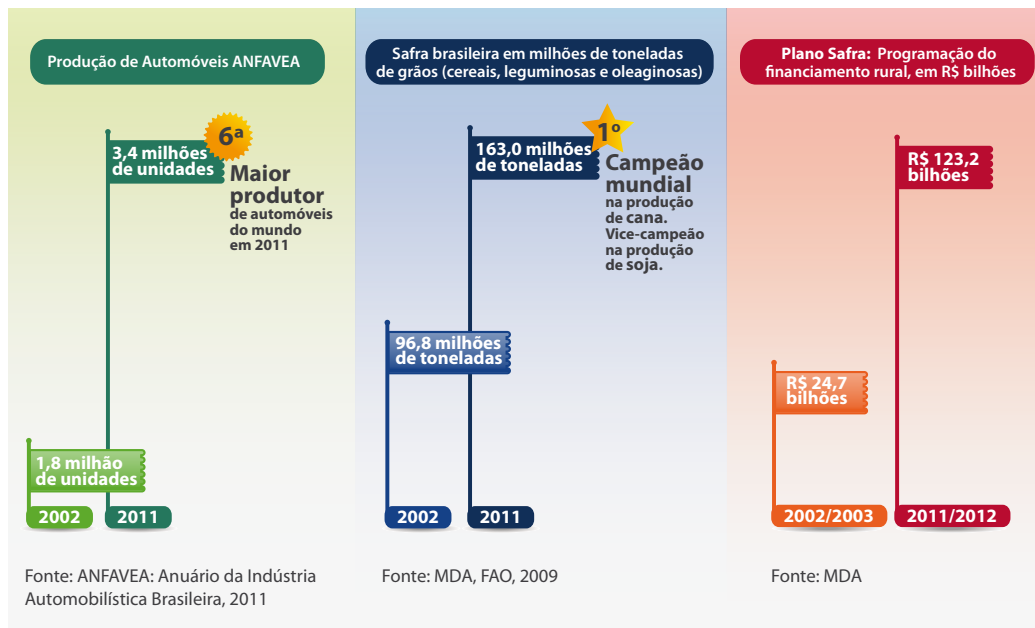 Produção de Automóveis ANFAVEA
6ª
3,4 milhões
de unidades
Maior
produtor
de automóveis
do mundo
em 2011
1,8 milhão
de unidades
2002
2011
Fonte: ANFAVEA: Anuário da Indústria
Automobilística Brasileira, 2011
Safra brasileira em milhões de toneladas
de grãos (cereais, leguminosas e oleaginosas)
1º
163,0 milhões
de toneladas
Campeão
mundial
na produção
de cana.
Vice-campeão
na produção
de soja.
96,8 milhões
de toneladas
2002
2011
Fonte: MDA, FAO, 2009
Plano Safra: Programação do
financiamento rural, em R$ bilhões
R$ 123,2
bilhões
R$ 24,7
bilhões
2002/2003
2011/2012
Fonte: MDA